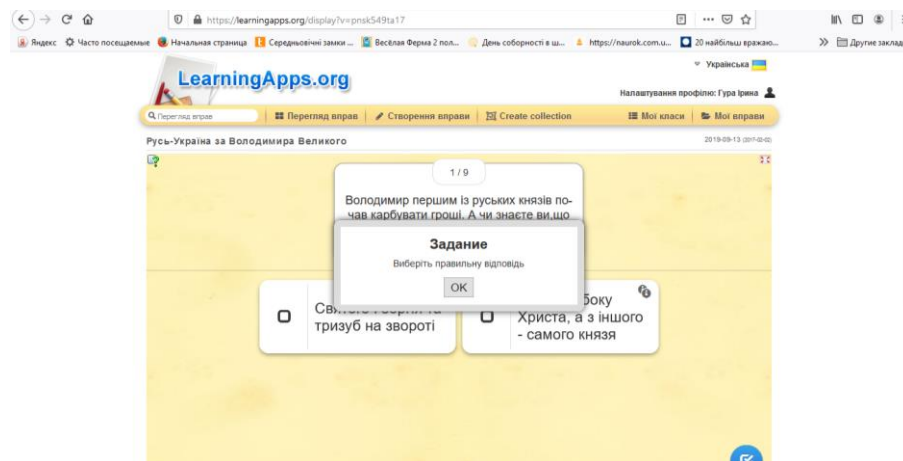 https://learningapps.org/display?v=pnsk549ta17
Яндекс Часто посещаемые Начальная страница Середньовічні замки ... Весёлая Ферма 2 пол... День соборності в ш... https://naurok.com.u... 20 найбільш вражаю... Другие заклад
LearningApps.org
Українська
Налаштування профілю: Гура Ірина
Перегляд вправ Перегляд вправ Створення вправи Create collection Мої класи Мої вправи
Русь-Україна за Володимира Великого
2019-09-13
1 / 9
Володимир першим із руських князів по-
чав карбувати гроші. А чи знаєте ви,що
Задание
Виберіть правильну відповідь
OK
боку
тризуб на звороті
Христа, а з іншого
- самого князя